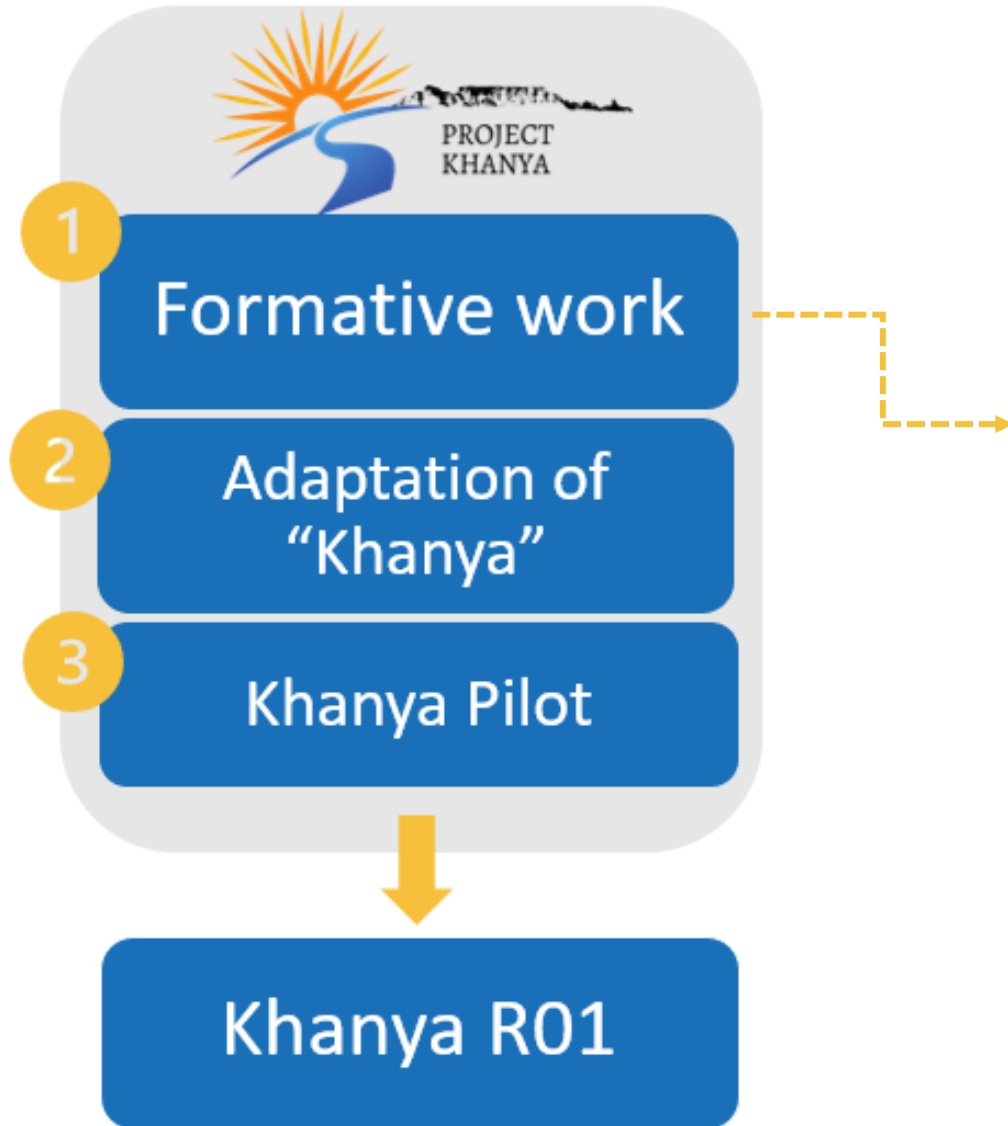 PROJECT
KHANYA
1
Formative work
2
Adaptation of
“Khanya”
3
Khanya Pilot
Khanya R01